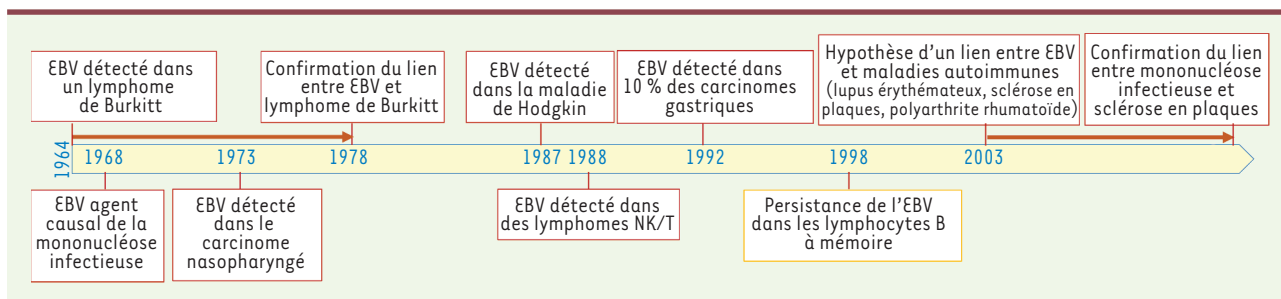 EBV détecté dans
un lymphome
de Burkitt
Confirmation du lien
entre EBV et
lymphome de Burkitt
EBV détecté
dans la maladie
de Hodgkin
EBV détecté dans
10 % des carcinomes
gastriques
Hypothèse d'un lien entre EBV
et maladies autoimmunes
(lupus érythémateux, sclérose en
plaques, polyarthrite rhumatoïde)
Confirmation du lien
entre mononucléose
infectieuse et
sclérose en plaques
1964
1968
1973
1978
1987
1988
1992
1998
2003
EBV agent
causal de la
mononucléose
infectieuse
EBV détecté
dans le
carcinome
nasopharyngé
EBV détecté dans
des lymphomes NK/T
Persistance de l'EBV
dans les lymphocytes B
à mémoire